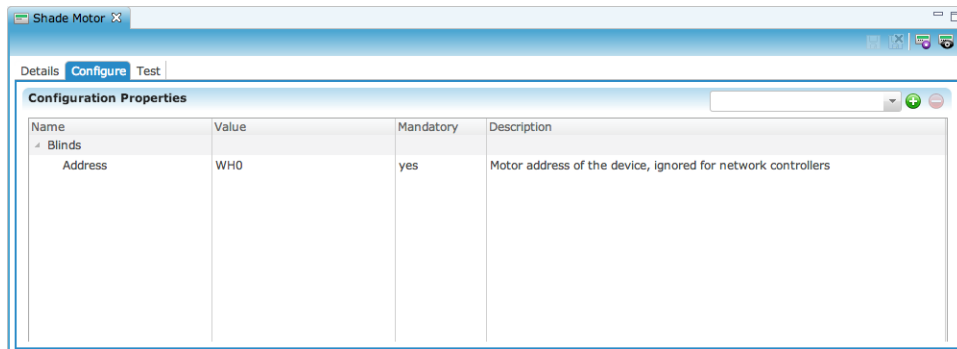 Shade Motor
Details Configure Test
Configuration Properties
Name Value Mandatory Description
Blinds
Address WH0 yes Motor address of the device, ignored for network controllers